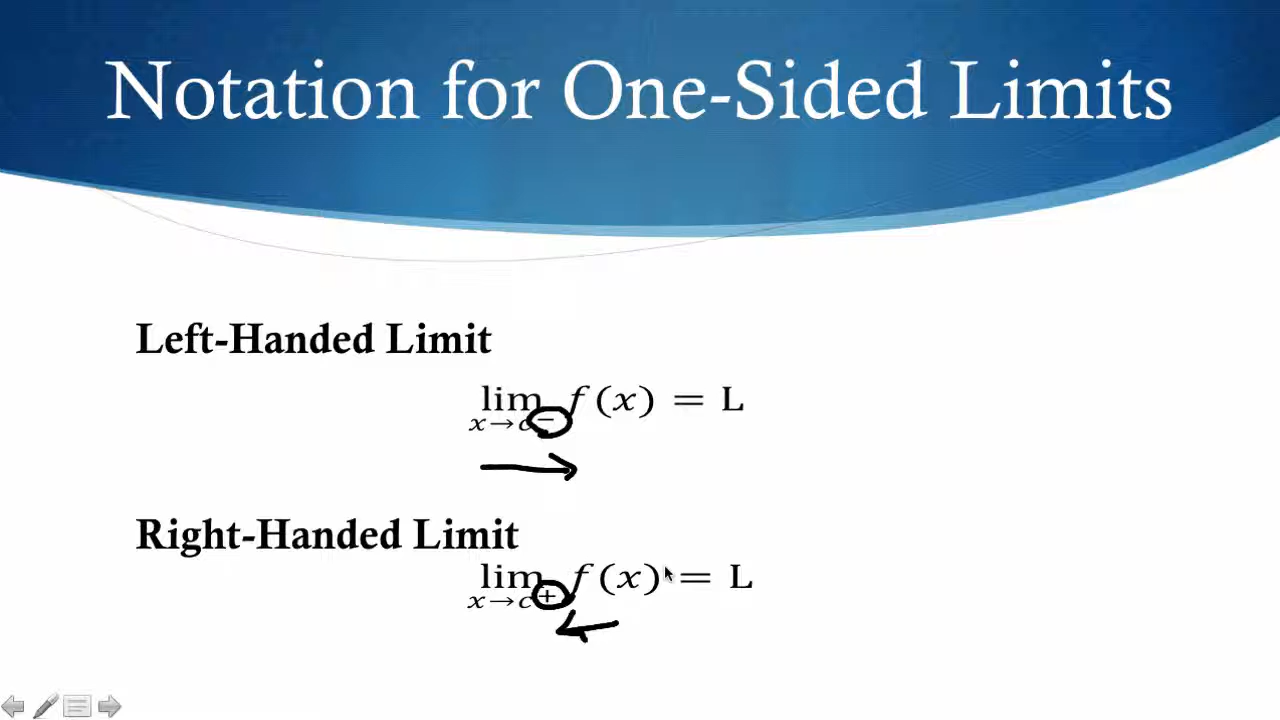 Notation for One-Sided Limits
Left-Handed Limit
lim f(x) = L
x→c−
Right-Handed Limit
lim f(x) = L
x→c+